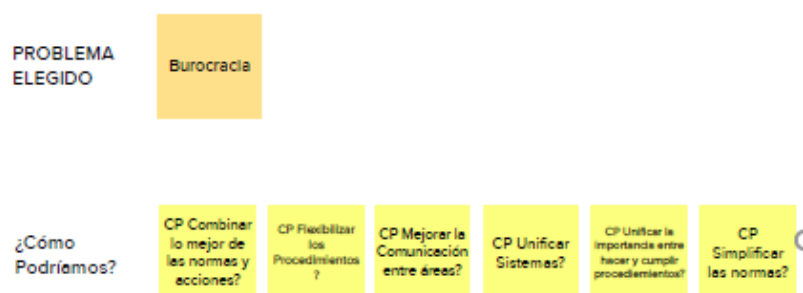 PROBLEMA
ELEGIDO
Burocracia
¿Cómo
Podríamos?
CP Combinar
lo mejor de
las normas y
acciones?
CP Flexibilizar
los
Procedimientos
?
CP Mejorar la
Comunicación
entre áreas?
CP Unificar
Sistemas?
CP Unificar la
importancia entre
hacer y cumplir
procedemientos?
CP
Simplificar
las normas?